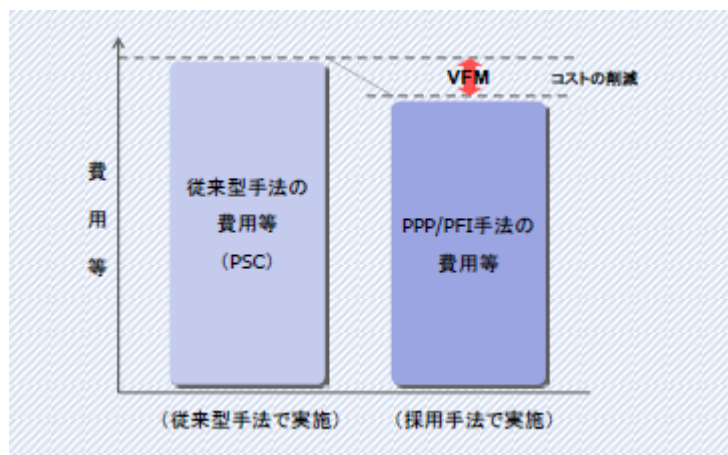 VFM
コストの削減
費用等
従来型手法の
費用等
（PSC）
PPP/PFI手法の
費用等
（従来型手法で実施）
（採用手法で実施）